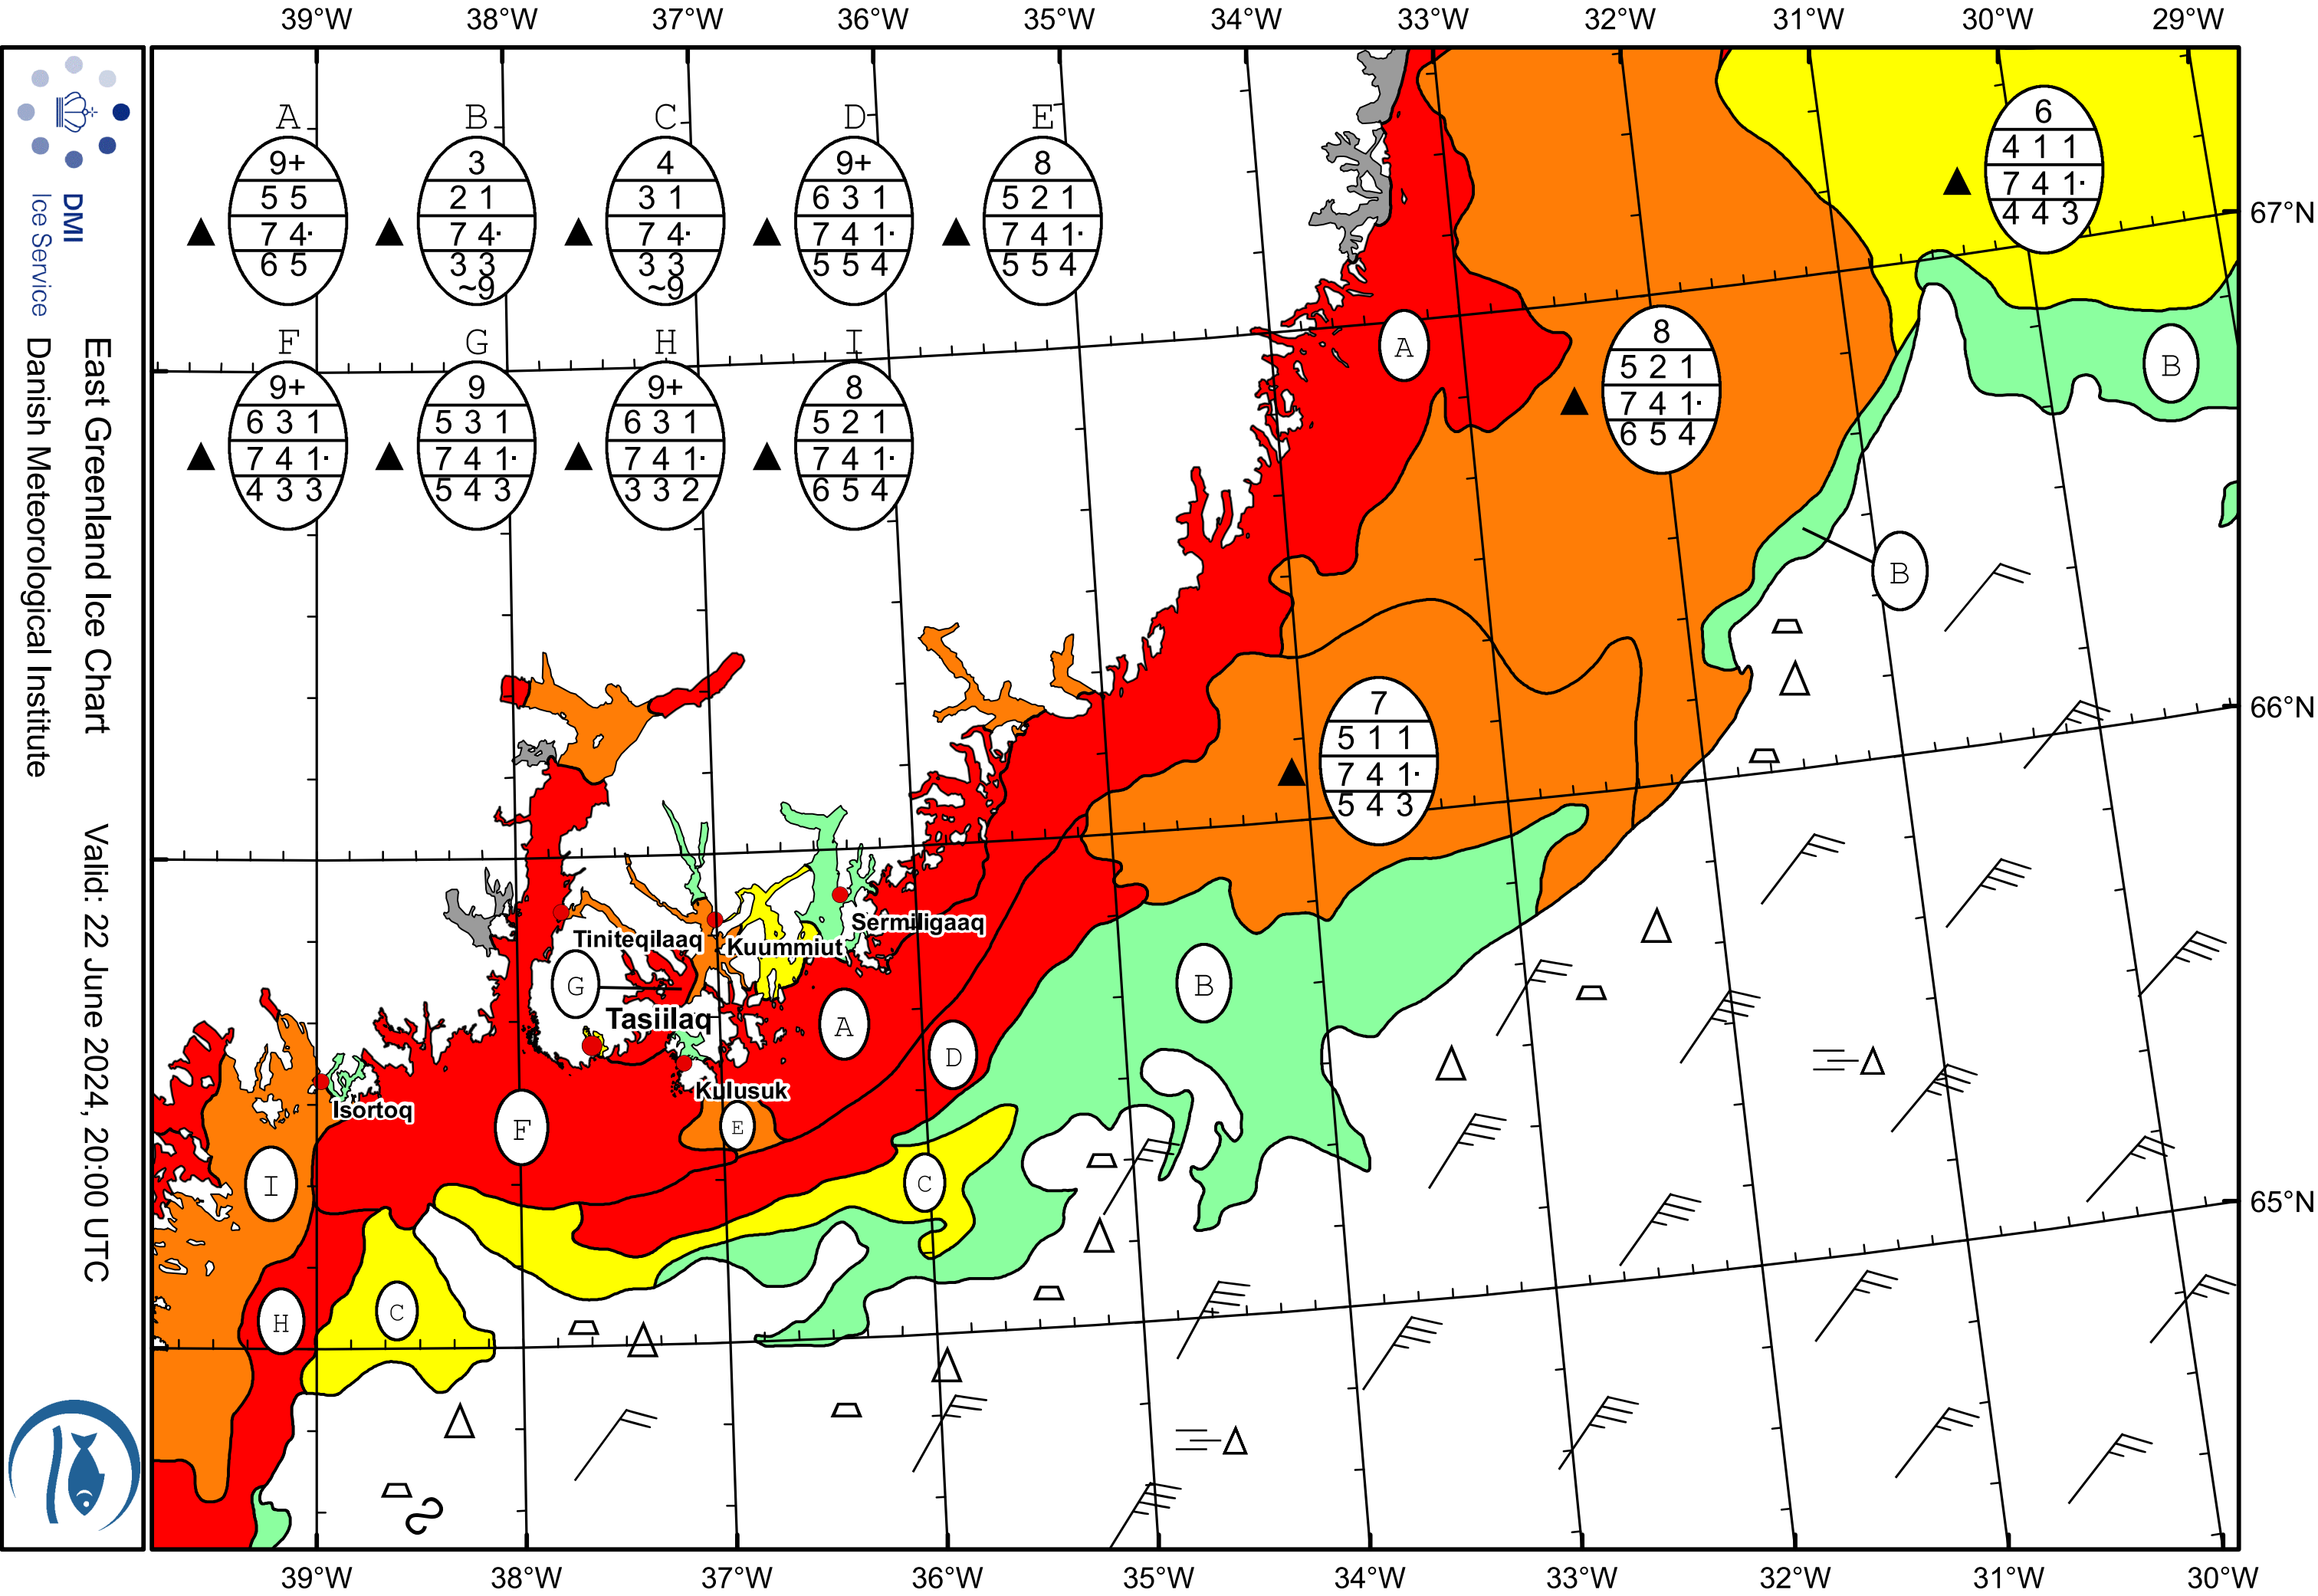 39°W 38°W 37°W 36°W 35°W 34°W 33°W 32°W 31°W 30°W 29°W
DMI
Ice Service
East Greenland Ice Chart Valid: 22 June 2024, 20:00 UTC
Danish Meteorological Institute
A B C D E
9+ 3 4 9+ 8
5 5 2 1 3 1 6 3 1 5 2 1
7 4· 7 4· 7 4· 7 4 1· 7 4 1·
6 5 3 3 3 3 5 5 4 5 5 4
~9 ~9
F G H I
9+ 9 9+ 8
6 3 1 5 3 1 6 3 1 5 2 1
7 4 1· 7 4 1· 7 4 1· 7 4 1·
4 3 3 5 4 3 3 3 2 6 5 4
6
4 1 1
7 4 1·
4 4 3
67°N
A
8
5 2 1
7 4 1·
6 5 4
B
B
7
5 1 1
7 4 1·
5 4 3
66°N
Sermiligaaq
Tiniteqilaaq
Kuummiut
G
B
Tasiilaq
A
D
Kulusuk
Isortoq
F
E
I
C
65°N
H
C
39°W 38°W 37°W 36°W 35°W 34°W 33°W 32°W 31°W 30°W